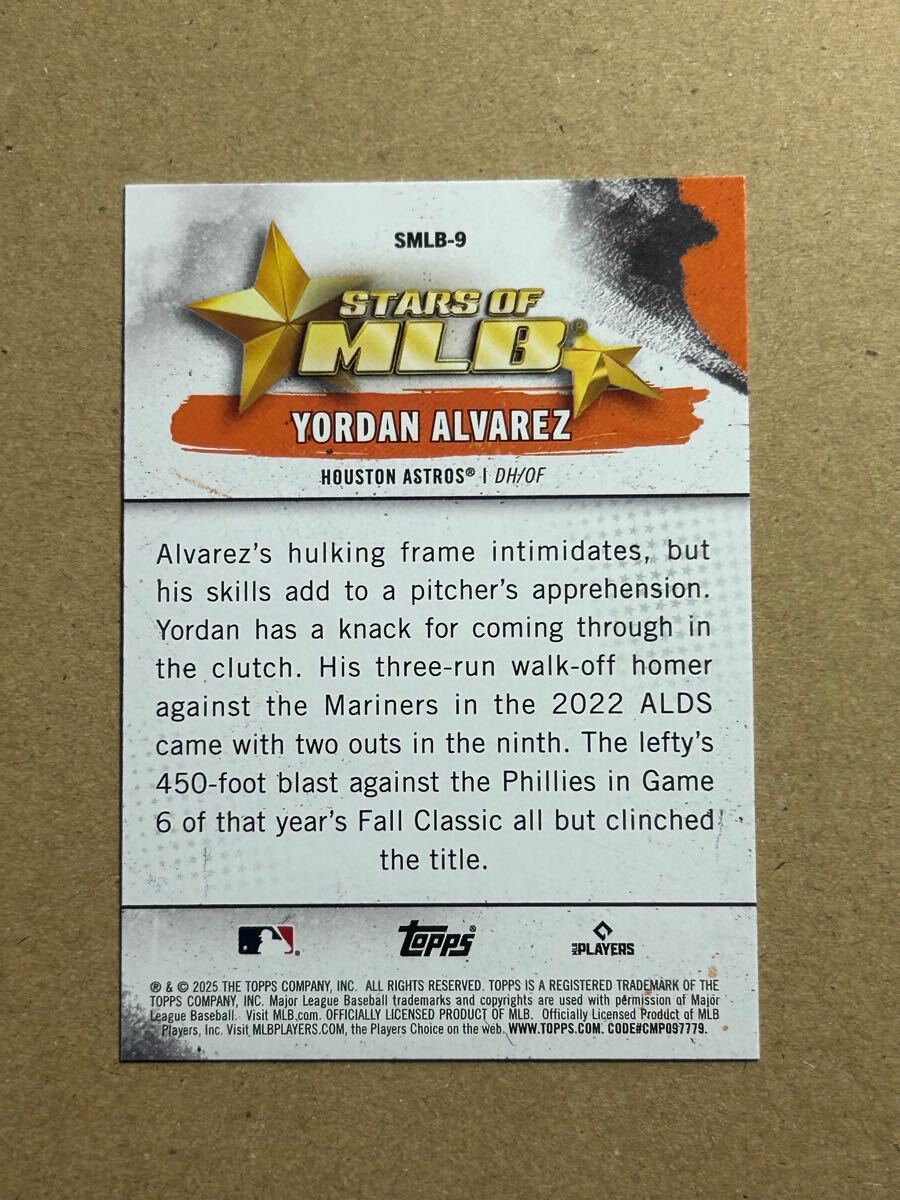 SMLB-9
STARS OF
MLB®
YORDAN ALVAREZ
HOUSTON ASTROS® | DH/OF
Alvarez's hulking frame intimidates, but
his skills add to a pitcher's apprehension.
Yordan has a knack for coming through in
the clutch. His three-run walk-off homer
against the Mariners in the 2022 ALDS
came with two outs in the ninth. The lefty's
450-foot blast against the Phillies in Game
6 of that year's Fall Classic all but clinched
the title.
topps®
MLB PLAYERS
® & © 2025 THE TOPPS COMPANY, INC. ALL RIGHTS RESERVED. TOPPS IS A REGISTERED TRADEMARK OF THE
TOPPS COMPANY, INC. Major League Baseball trademarks and copyrights are used with permission of Major
League Baseball. Visit MLB.com. OFFICIALLY LICENSED PRODUCT OF MLB. Officially Licensed Product of MLB
Players, Inc. Visit MLBPLAYERS.COM, the Players Choice on the web. WWW.TOPPS.COM. CODE#CMP097779.